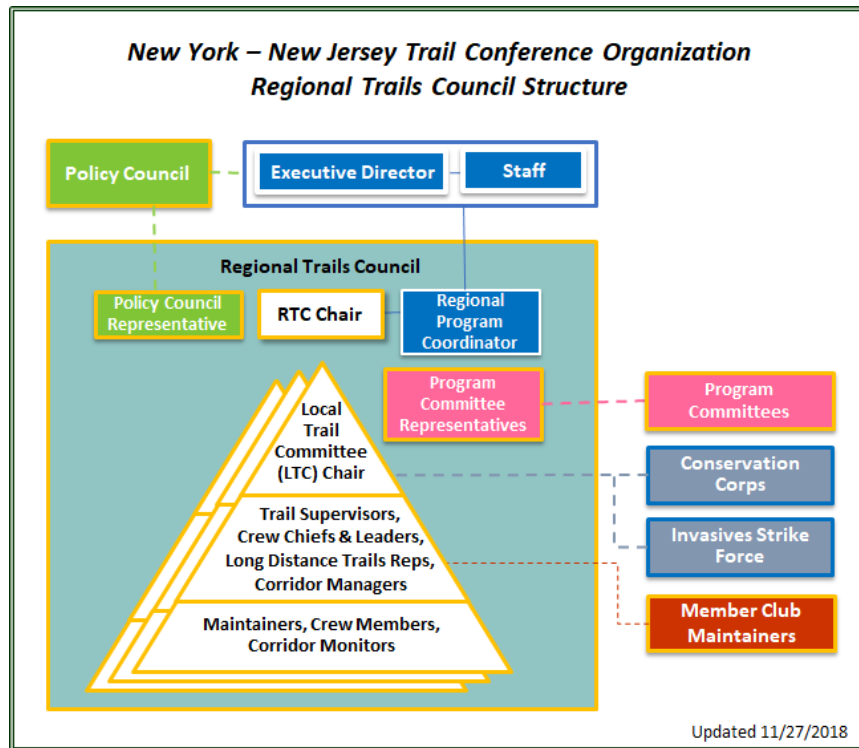 New York – New Jersey Trail Conference Organization
Regional Trails Council Structure
Policy Council
Executive Director
Staff
Regional Trails Council
Policy Council
Representative
RTC Chair
Regional
Program
Coordinator
Program
Committee
Representatives
Program
Committees
Local
Trail
Committee
(LTC) Chair
Conservation
Corps
Trail Supervisors,
Crew Chiefs & Leaders,
Long Distance Trails Reps,
Corridor Managers
Invasives Strike
Force
Maintainers, Crew Members,
Corridor Monitors
Member Club
Maintainers
Updated 11/27/2018